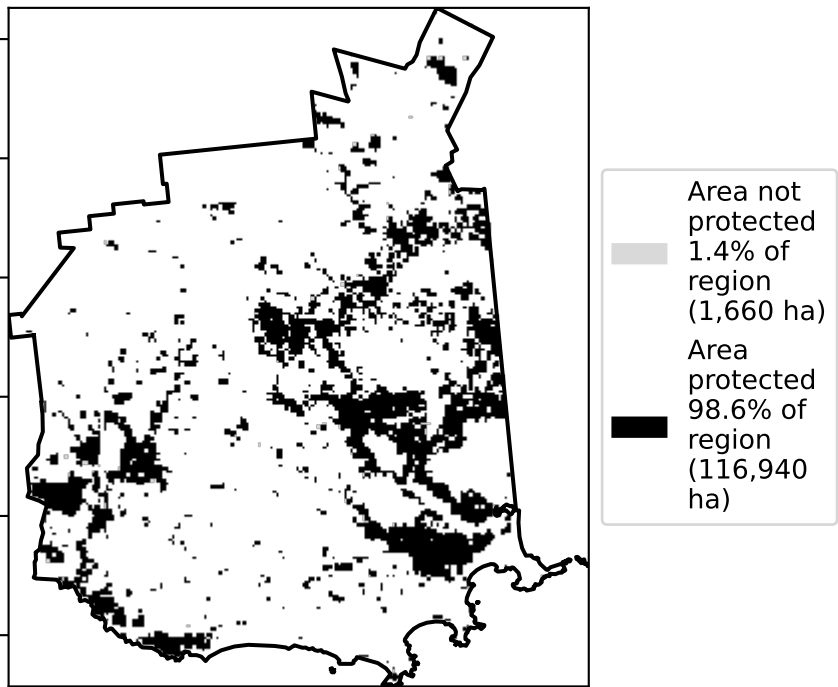 Area not
protected
1.4% of
region
(1,660 ha)
Area
protected
98.6% of
region
(116,940
ha)